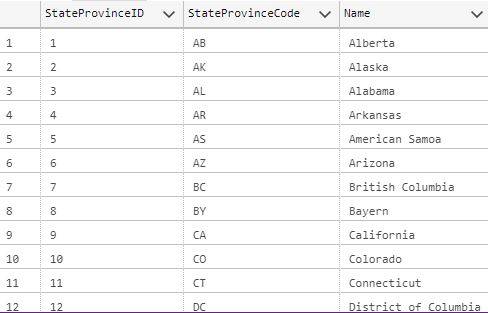 StateProvinceID StateProvinceCode Name
1 1 AB Alberta
2 2 AK Alaska
3 3 AL Alabama
4 4 AR Arkansas
5 5 AS American Samoa
6 6 AZ Arizona
7 7 BC British Columbia
8 8 BY Bayern
9 9 CA California
10 10 CO Colorado
11 11 CT Connecticut
12 12 DC District of Columbia